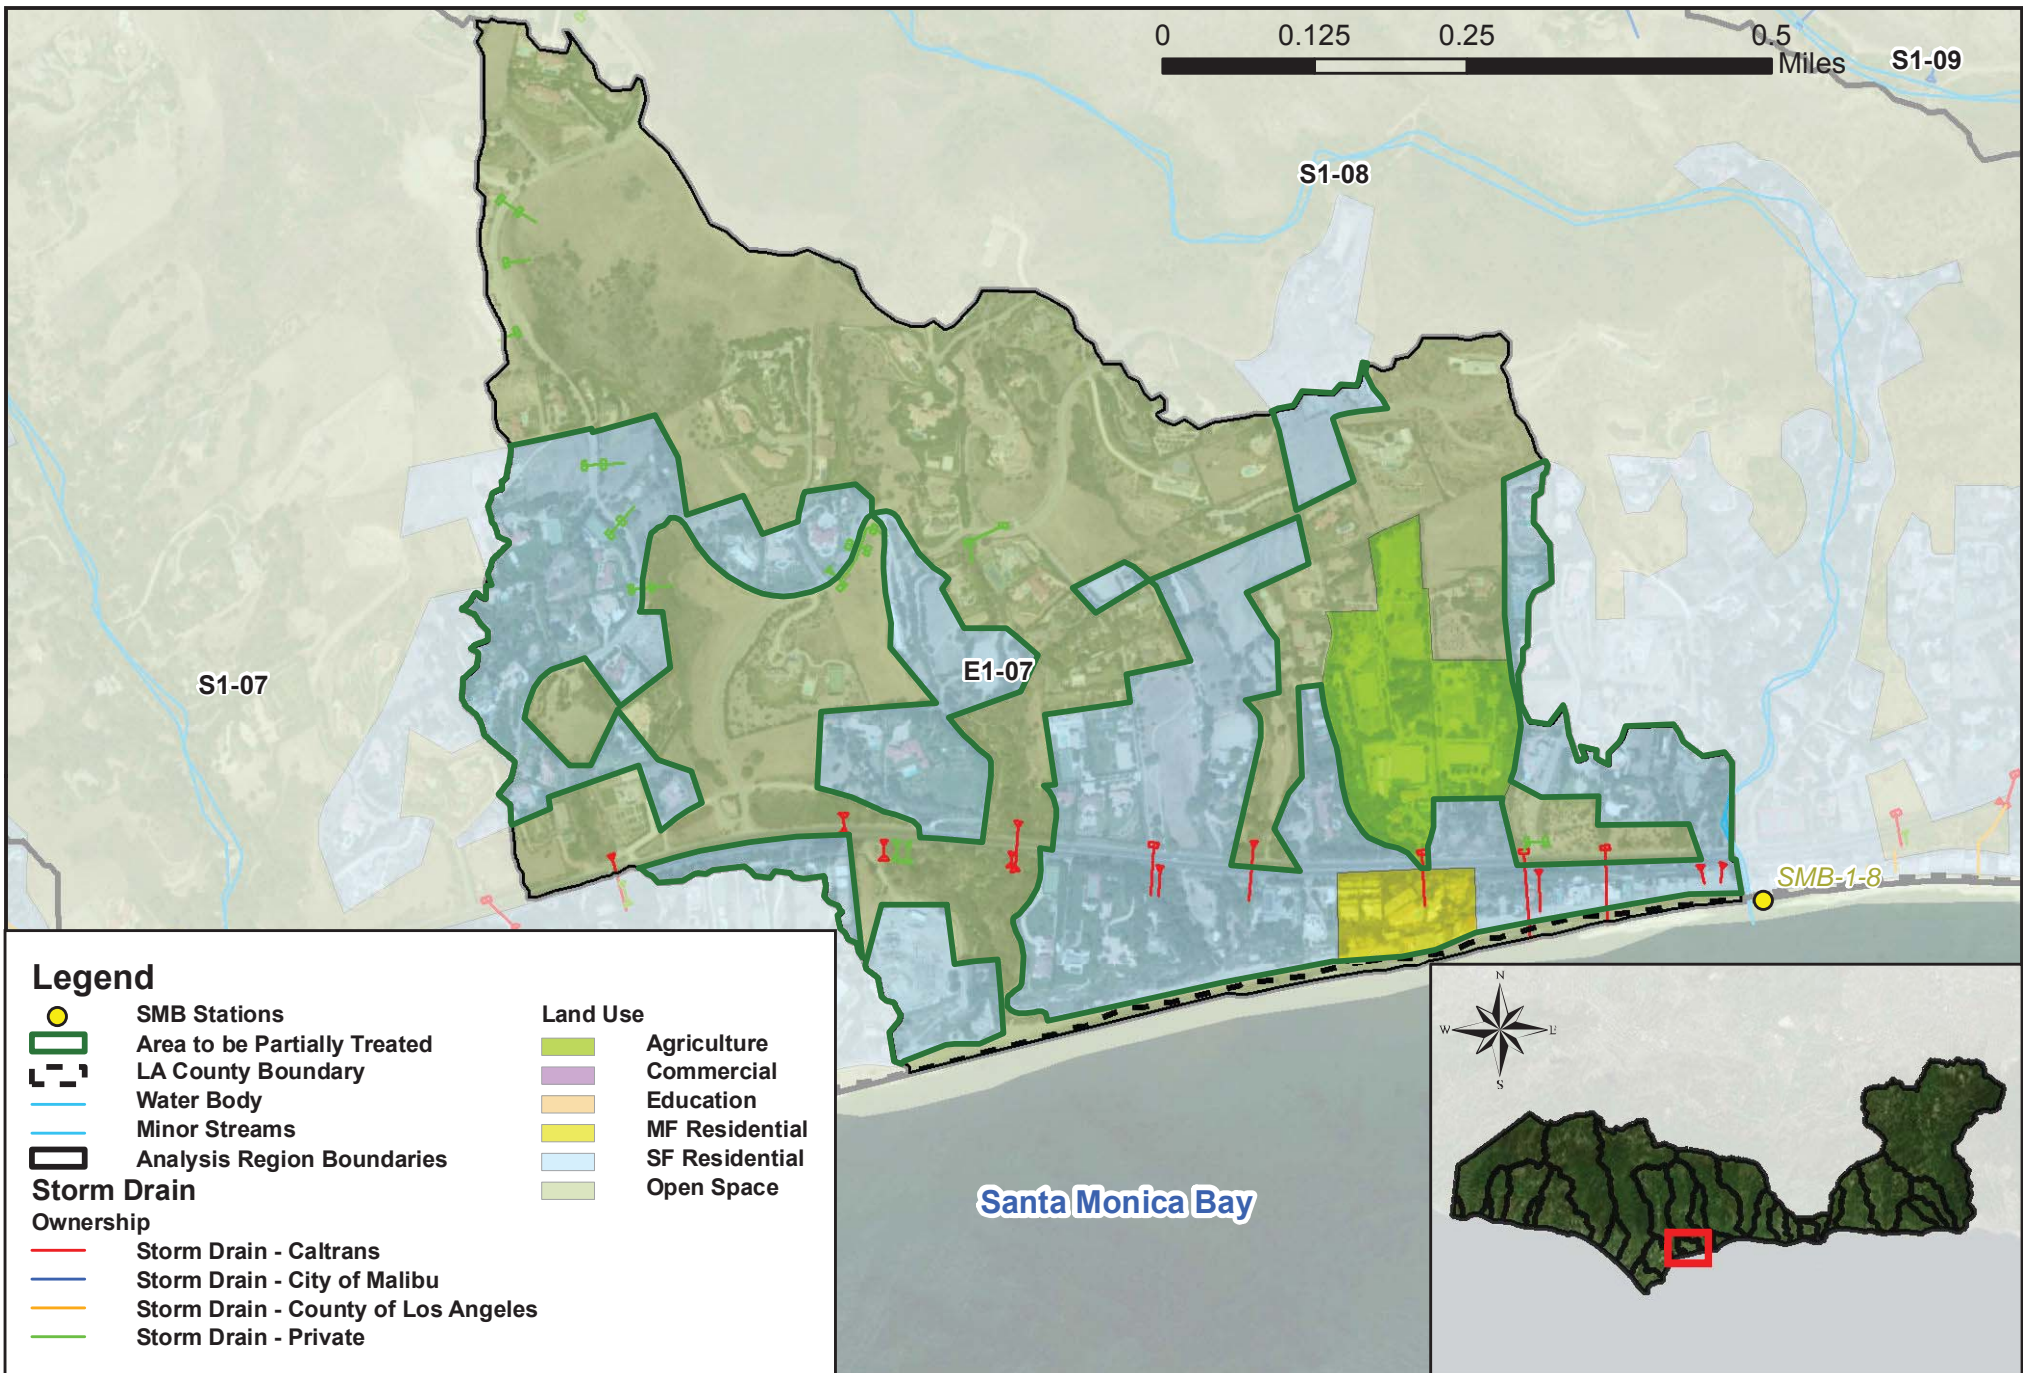 0 0.125 0.25 0.5
Miles
S1-09
S1-08
S1-07
E1-07
SMB-1-8
Santa Monica Bay
Legend
SMB Stations
Area to be Partially Treated
LA County Boundary
Water Body
Minor Streams
Analysis Region Boundaries
Storm Drain
Ownership
Storm Drain - Caltrans
Storm Drain - City of Malibu
Storm Drain - County of Los Angeles
Storm Drain - Private
Land Use
Agriculture
Commercial
Education
MF Residential
SF Residential
Open Space
N
W E
S